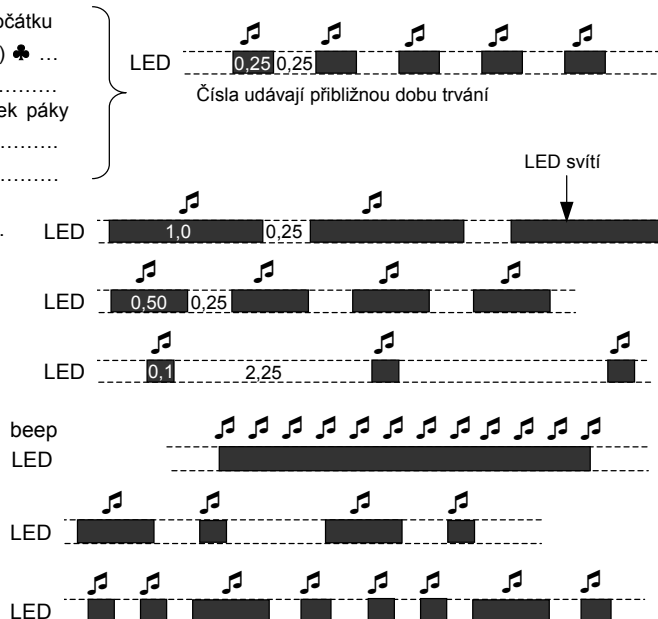 očátku
) ♣ …
LED 0,25 0,25
………
Čísla udávají přibližnou dobu trvání
ek páky
………
………
LED svítí
. LED 1,0 0,25
LED 0,50 0,25
LED 0,1 2,25
beep
LED
LED
LED